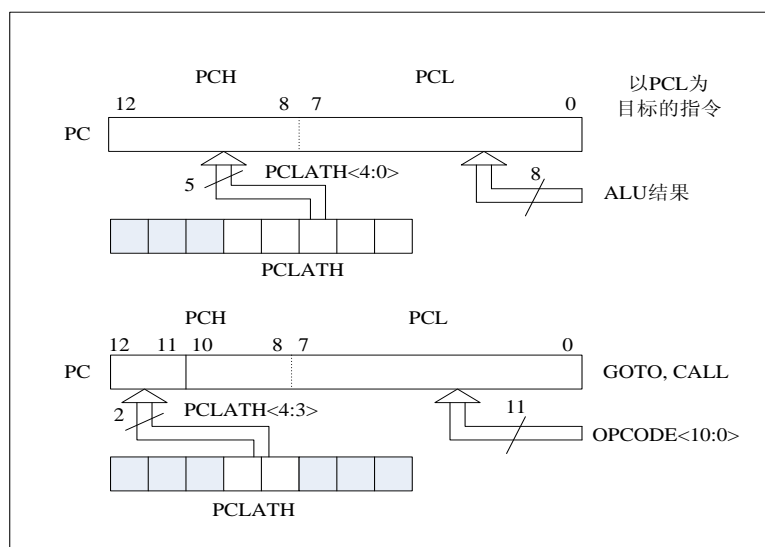 PCH PCL
以PCL为
目标的指令
12 8 7 0
PC
5 PCLATH<4:0>
8
ALU结果
PCLATH
PCH PCL
12 11 10 8 7 0
PC
GOTO, CALL
2 PCLATH<4:3>
11
OPCODE<10:0>
PCLATH